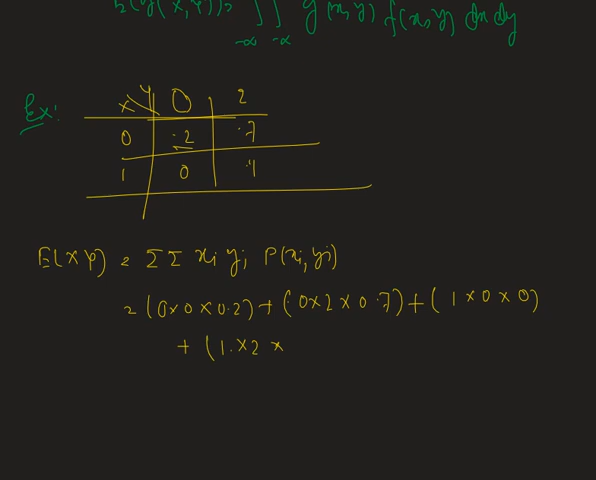 E(g(X,Y))= ∫∫ g(x,y) f(x,y) dx dy
-∞ -∞
Ex:
X Y 0 2
0 .2 .7
1 0 .1
E(XY) = ΣΣ xi yj P(xi, yj)
= (0×0×0.2) + (0×2×0.7) + (1×0×0)
+ (1×2×